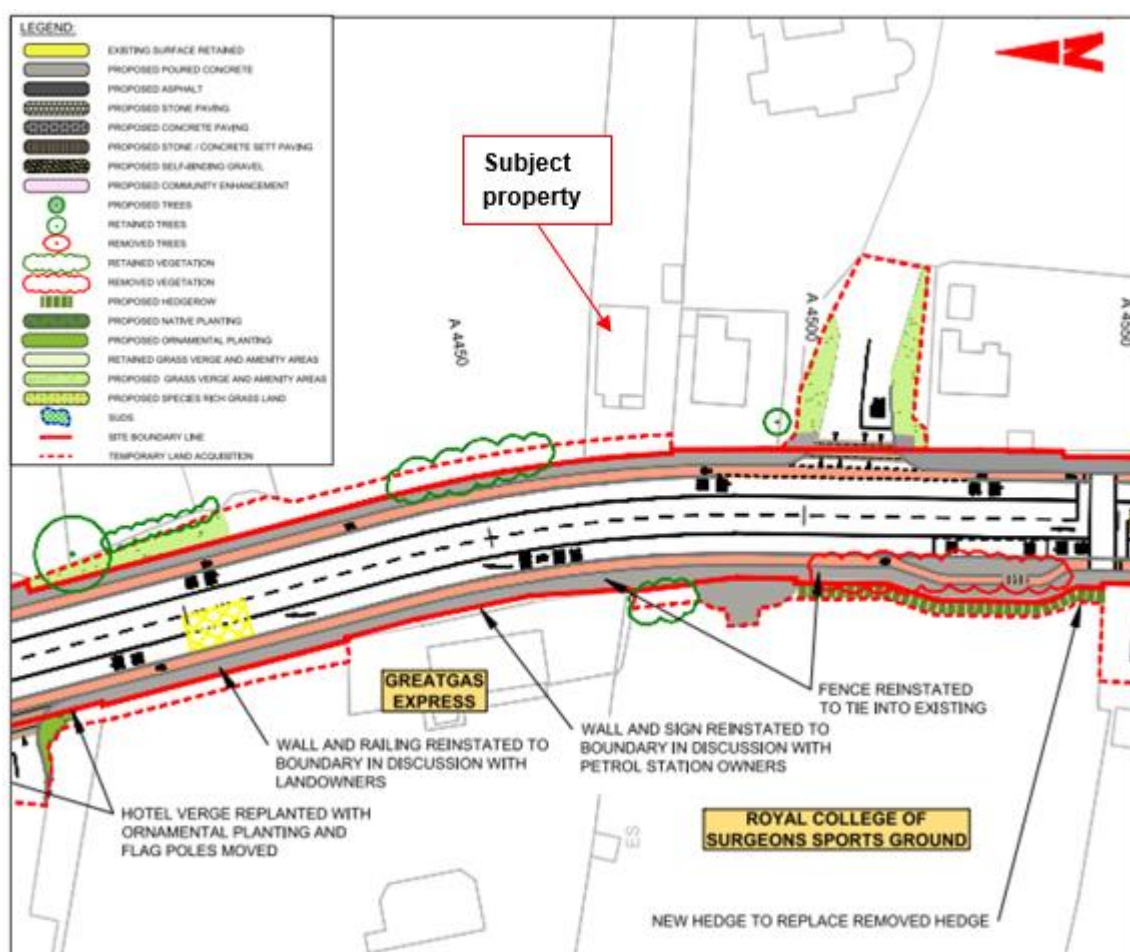 LEGEND:
EXISTING SURFACE RETAINED
PROPOSED POURED CONCRETE
PROPOSED ASPHALT
PROPOSED STONE PAVING
PROPOSED CONCRETE PAVING
PROPOSED STONE / CONCRETE SETT PAVING
PROPOSED SELF-BINDING GRAVEL
PROPOSED COMMUNITY ENHANCEMENT
PROPOSED TREES
RETAINED TREES
REMOVED TREES
RETAINED VEGETATION
REMOVED VEGETATION
PROPOSED HEDGEROW
PROPOSED NATIVE PLANTING
PROPOSED ORNAMENTAL PLANTING
RETAINED GRASS VERGE AND AMENITY AREAS
PROPOSED GRASS VERGE AND AMENITY AREAS
PROPOSED SPECIES RICH GRASS LAND
SUDS
SITE BOUNDARY LINE
TEMPORARY LAND ACQUISITION
N
Subject
property
A 4450
A 4500
A 4550
GREATGAS
EXPRESS
FENCE REINSTATED
TO TIE INTO EXISTING
WALL AND RAILING REINSTATED TO
BOUNDARY IN DISCUSSION WITH
LANDOWNERS
WALL AND SIGN REINSTATED TO
BOUNDARY IN DISCUSSION WITH
PETROL STATION OWNERS
HOTEL VERGE REPLANTED WITH
ORNAMENTAL PLANTING AND
FLAG POLES MOVED
ES
ROYAL COLLEGE OF
SURGEONS SPORTS GROUND
NEW HEDGE TO REPLACE REMOVED HEDGE